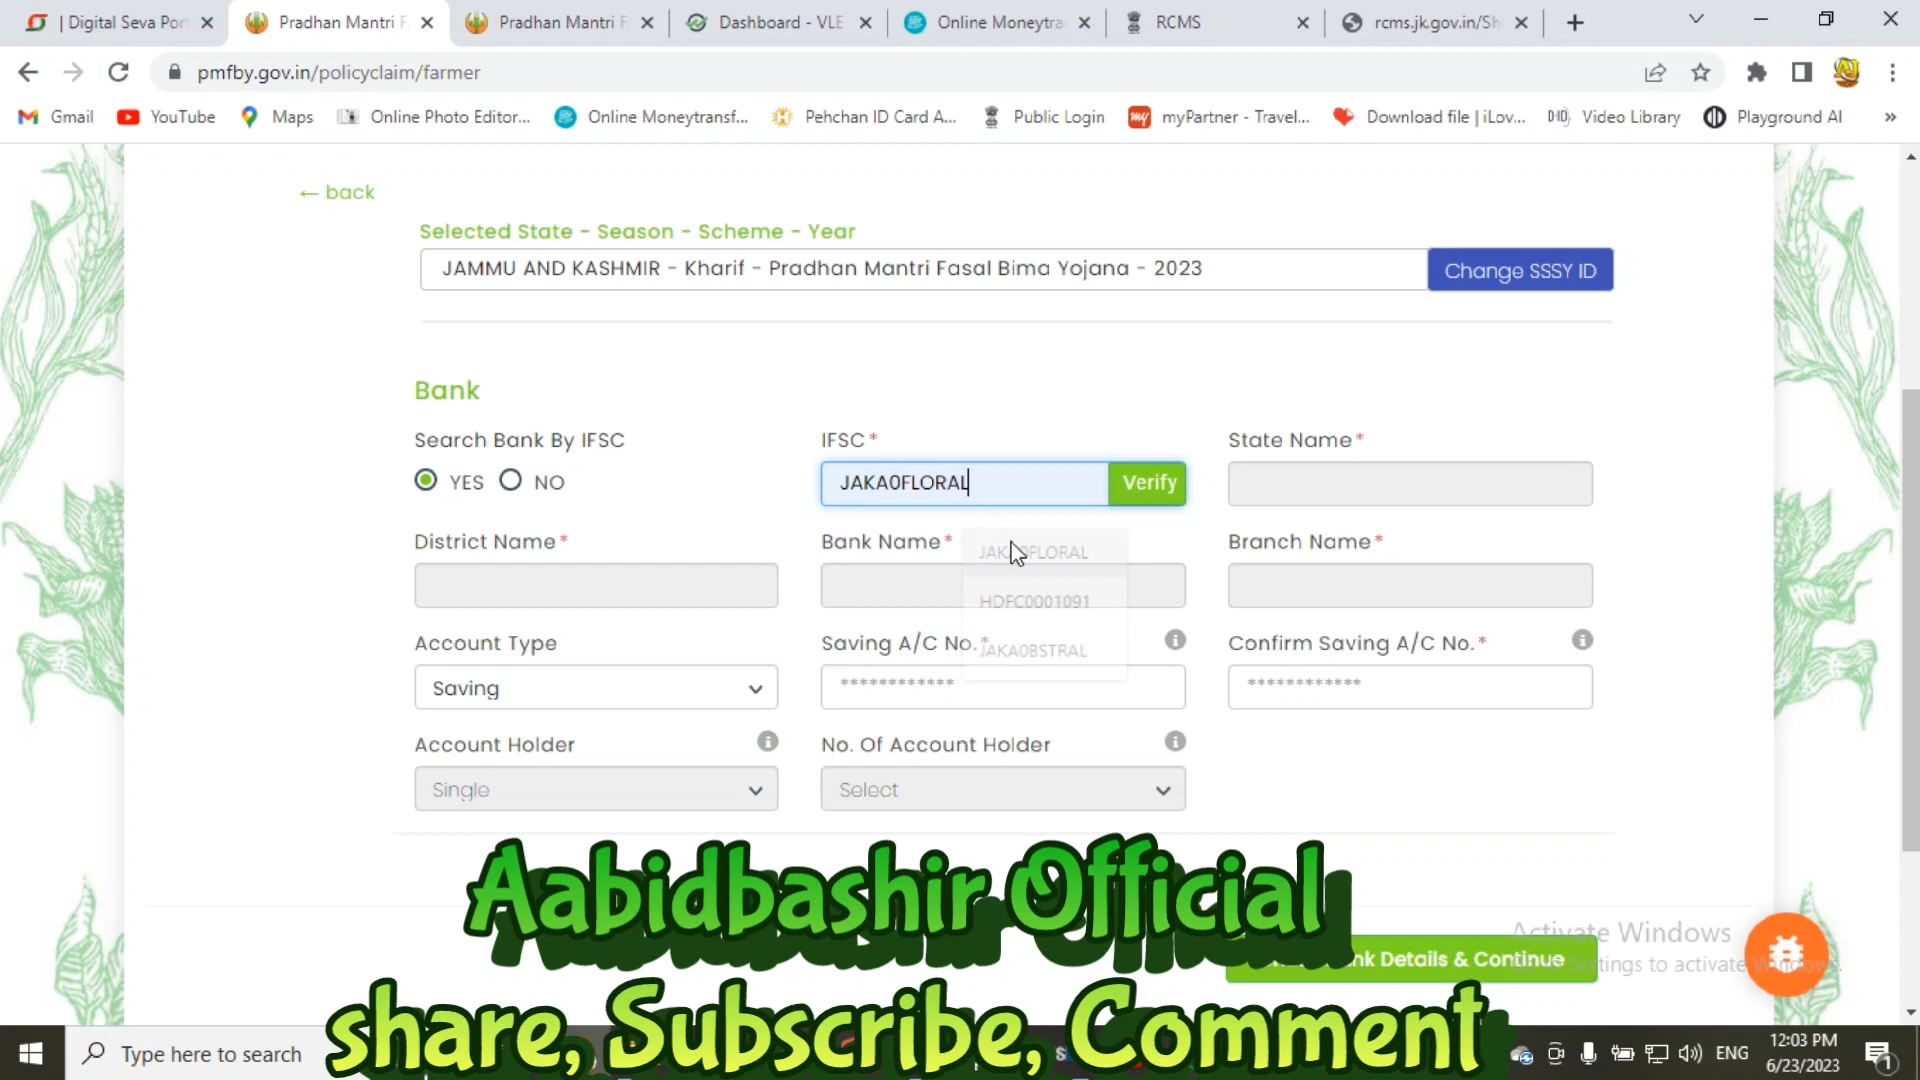 | Digital Seva Port
Pradhan Mantri Fa
Pradhan Mantri F
Dashboard - VLE
Online Moneytra
RCMS
rcms.jk.gov.in/Sh
pmfby.gov.in/policyclaim/farmer
Gmail
YouTube
Maps
Online Photo Editor...
Online Moneytransf...
Pehchan ID Card A...
Public Login
myPartner - Travel...
Download file | iLov...
Video Library
Playground AI
»
← back
Selected State - Season - Scheme - Year
JAMMU AND KASHMIR - Kharif - Pradhan Mantri Fasal Bima Yojana - 2023
Change SSSY ID
Bank
Search Bank By IFSC
IFSC *
State Name *
YES
NO
JAKA0FLORAL
Verify
District Name *
Bank Name *
Branch Name *
JAKA0FLORAL
HDFC0001091
JAKA0BSTRAL
Account Type
Saving A/C No. *
Confirm Saving A/C No. *
Saving
************
************
Account Holder
No. Of Account Holder
Single
Select
Aabidbashir Official
share, Subscribe, Comment
Activate Windows
nk Details & Continue
Type here to search
ENG
12:03 PM
6/23/2023
1